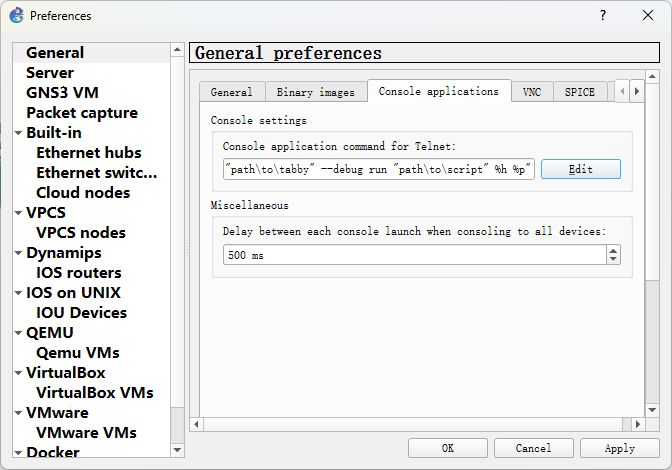 Preferences
?
General
Server
GNS3 VM
Packet capture
Built-in
Ethernet hubs
Ethernet switc...
Cloud nodes
VPCS
VPCS nodes
Dynamips
IOS routers
IOS on UNIX
IOU Devices
QEMU
Qemu VMs
VirtualBox
VirtualBox VMs
VMware
VMware VMs
Docker
General preferences
General Binary images Console applications VNC SPICE
Console settings
Console application command for Telnet:
"path\to\tabby" --debug run "path\to\script" %h %p" Edit
Miscellaneous
Delay between each console launch when consoling to all devices:
500 ms
OK Cancel Apply